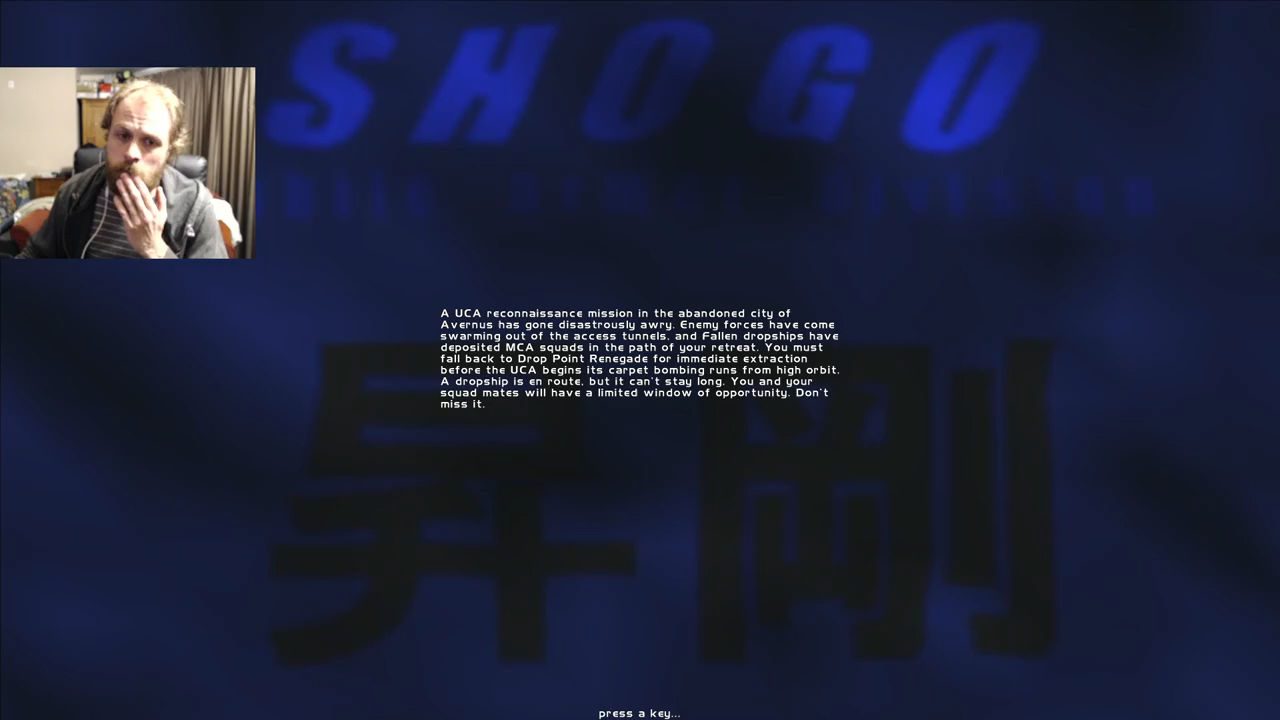 SHOGO
A UCA reconnaissance mission in the abandoned city of
Avernus has gone disastrously awry. Enemy forces have come
swarming out of the access tunnels, and Fallen dropships have
deposited MCA squads in the path of your retreat. You must
fall back to Drop Point Renegade for immediate extraction
before the UCA begins its carpet bombing runs from high orbit.
A dropship is en route, but it can't stay long. You and your
squad mates will have a limited window of opportunity. Don't
miss it.
昇剛
press a key...